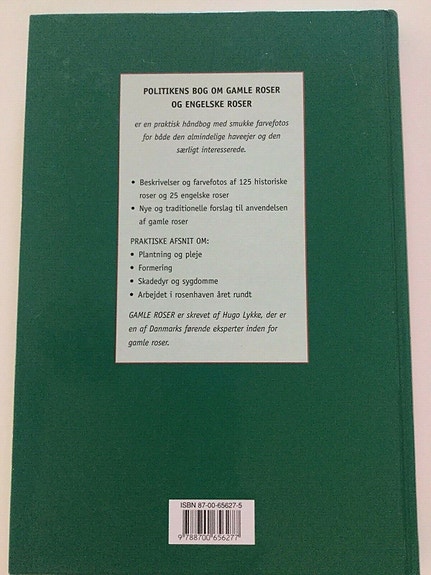 POLITIKENS BOG OM GAMLE ROSER
OG ENGELSKE ROSER
er en praktisk håndbog med smukke farvefotos
for både den almindelige haveejer og den
særligt interesserede.
• Beskrivelser og farvefotos af 125 historiske
roser og 25 engelske roser
• Nye og traditionelle forslag til anvendelsen
af gamle roser
PRAKTISKE AFSNIT OM:
• Plantning og pleje
• Formering
• Skadedyr og sygdomme
• Arbejdet i rosenhaven året rundt
GAMLE ROSER er skrevet af Hugo Lykke, der er
en af Danmarks førende eksperter inden for
gamle roser.
ISBN 87-00-65627-5
9 788700 656277